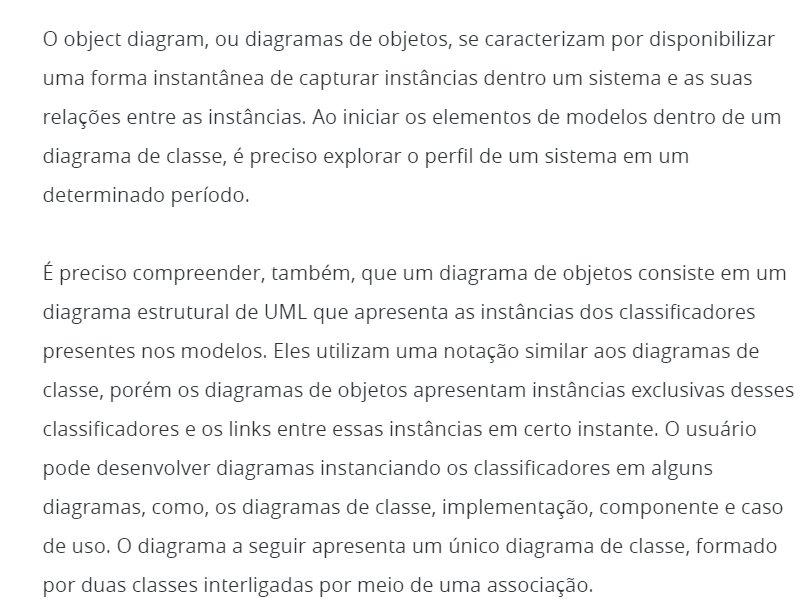 O object diagram, ou diagramas de objetos, se caracterizam por disponibilizar
uma forma instantânea de capturar instâncias dentro um sistema e as suas
relações entre as instâncias. Ao iniciar os elementos de modelos dentro de um
diagrama de classe, é preciso explorar o perfil de um sistema em um
determinado período.
É preciso compreender, também, que um diagrama de objetos consiste em um
diagrama estrutural de UML que apresenta as instâncias dos classificadores
presentes nos modelos. Eles utilizam uma notação similar aos diagramas de
classe, porém os diagramas de objetos apresentam instâncias exclusivas desses
classificadores e os links entre essas instâncias em certo instante. O usuário
pode desenvolver diagramas instanciando os classificadores em alguns
diagramas, como, os diagramas de classe, implementação, componente e caso
de uso. O diagrama a seguir apresenta um único diagrama de classe, formado
por duas classes interligadas por meio de uma associação.